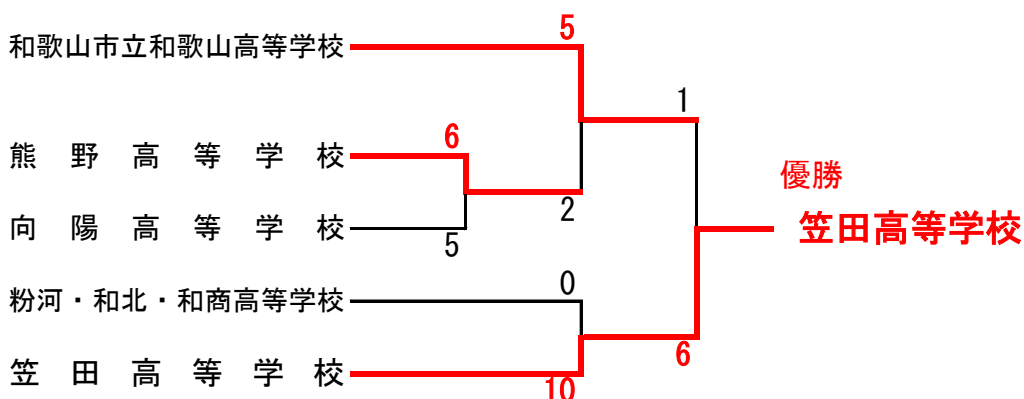 和歌山市立和歌山高等学校
5
1
熊野高等学校
6
2
優勝
笠田高等学校
向陽高等学校
5
粉河・和北・和商高等学校
0
6
笠田高等学校
10